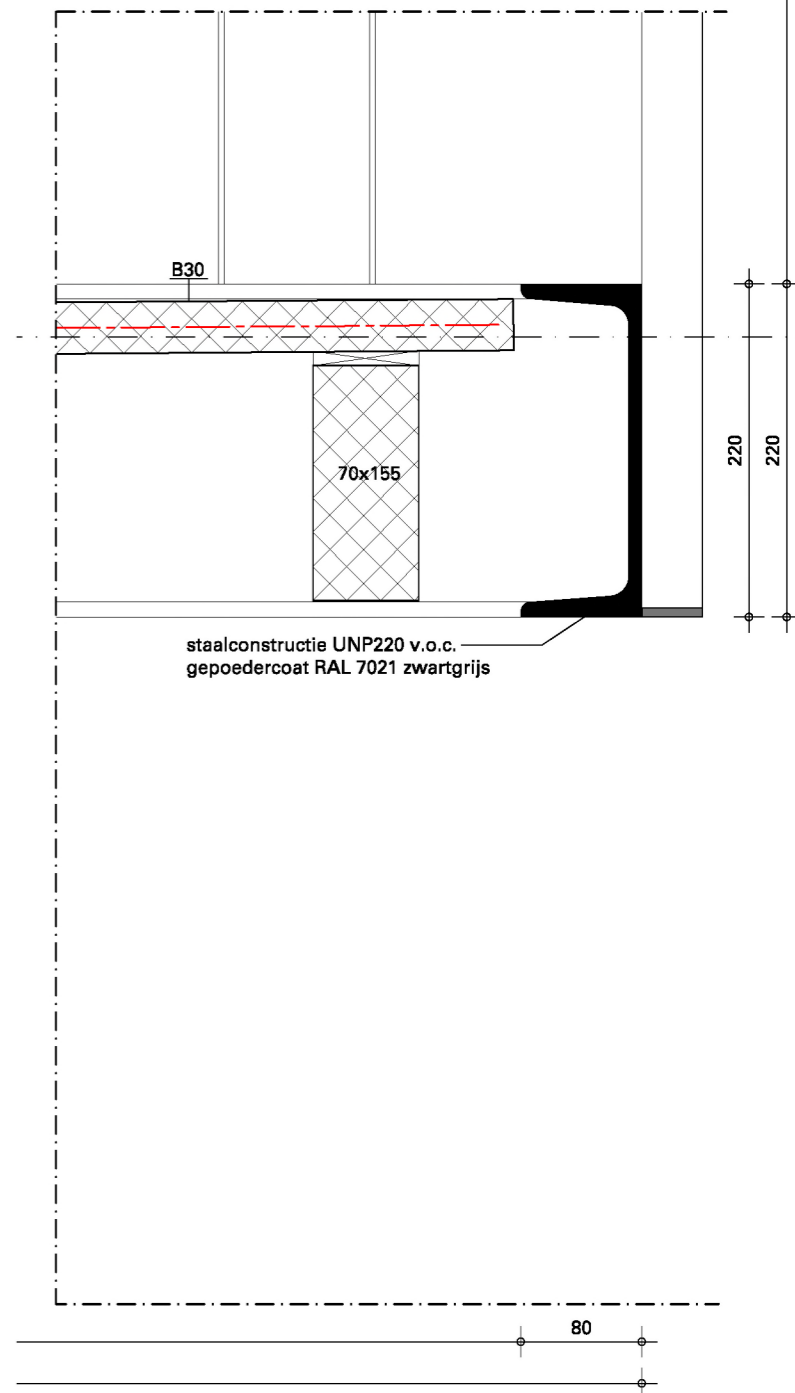 B30
70x155
220
220
staalconstructie UNP220 v.o.c.
gepoedercoat RAL 7021 zwartgrijs
80